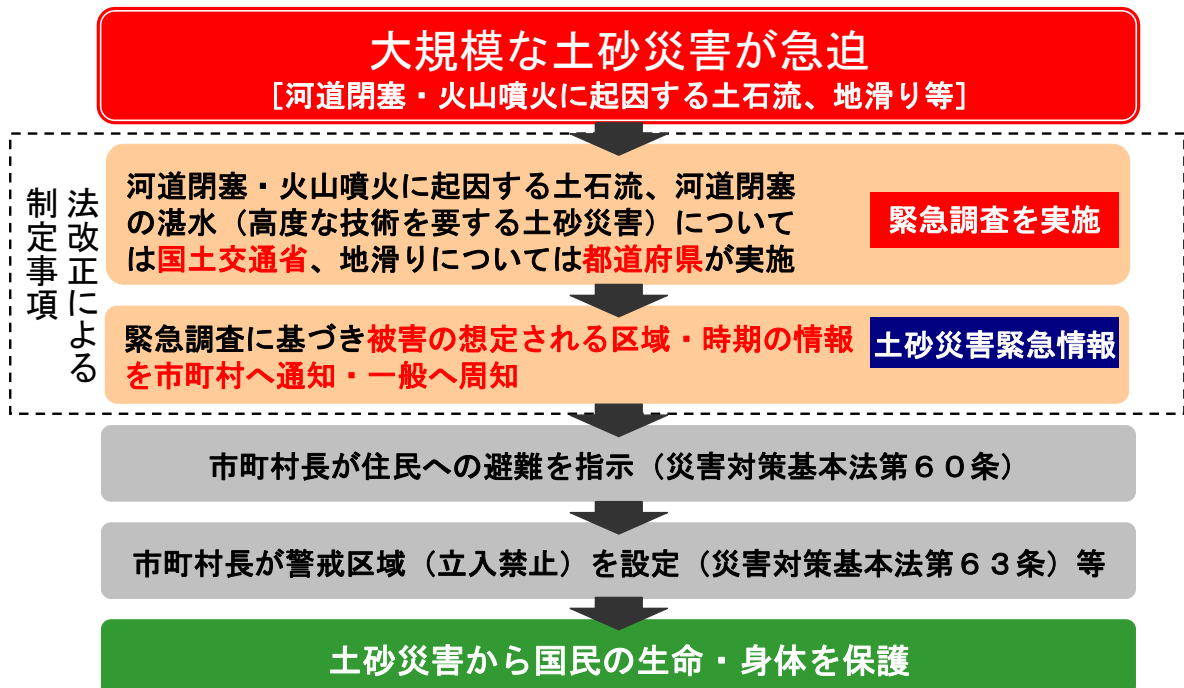 大規模な土砂災害が急迫
[河道閉塞・火山噴火に起因する土石流、地滑り等]
法改正による
制定事項
河道閉塞・火山噴火に起因する土石流、河道閉塞
の湛水（高度な技術を要する土砂災害）について
は国土交通省、地滑りについては都道府県が実施
緊急調査を実施
緊急調査に基づき被害の想定される区域・時期の情報
を市町村へ通知・一般へ周知
土砂災害緊急情報
市町村長が住民への避難を指示（災害対策基本法第６０条）
市町村長が警戒区域（立入禁止）を設定（災害対策基本法第６３条）等
土砂災害から国民の生命・身体を保護